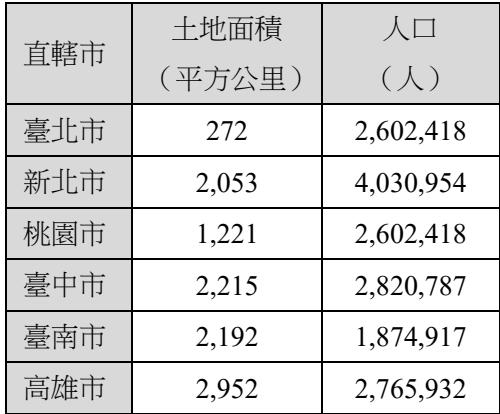 直轄市 土地面積 人口
（平方公里） （人）
臺北市 272 2,602,418
新北市 2,053 4,030,954
桃園市 1,221 2,602,418
臺中市 2,215 2,820,787
臺南市 2,192 1,874,917
高雄市 2,952 2,765,932